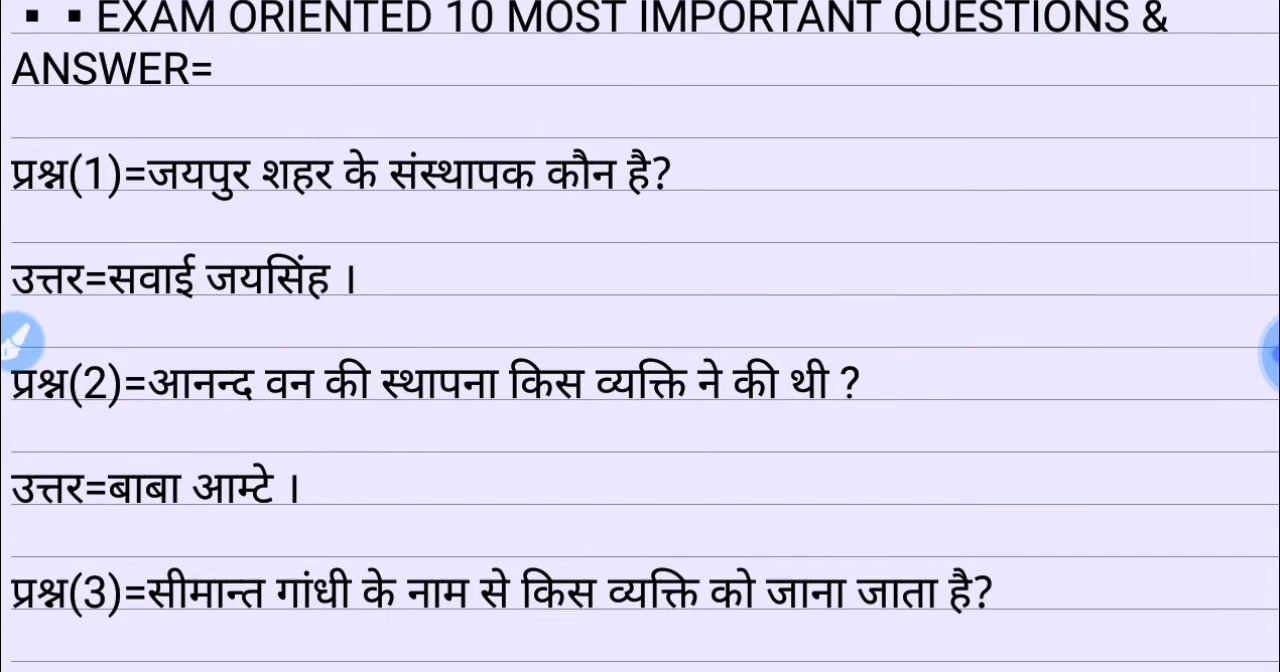 ▪ ▪ EXAM ORIENTED 10 MOST IMPORTANT QUESTIONS &
ANSWER=
प्रश्न(1)=जयपुर शहर के संस्थापक कौन है?
उत्तर=सवाई जयसिंह ।
प्रश्न(2)=आनन्द वन की स्थापना किस व्यक्ति ने की थी ?
उत्तर=बाबा आम्टे ।
प्रश्न(3)=सीमान्त गांधी के नाम से किस व्यक्ति को जाना जाता है?